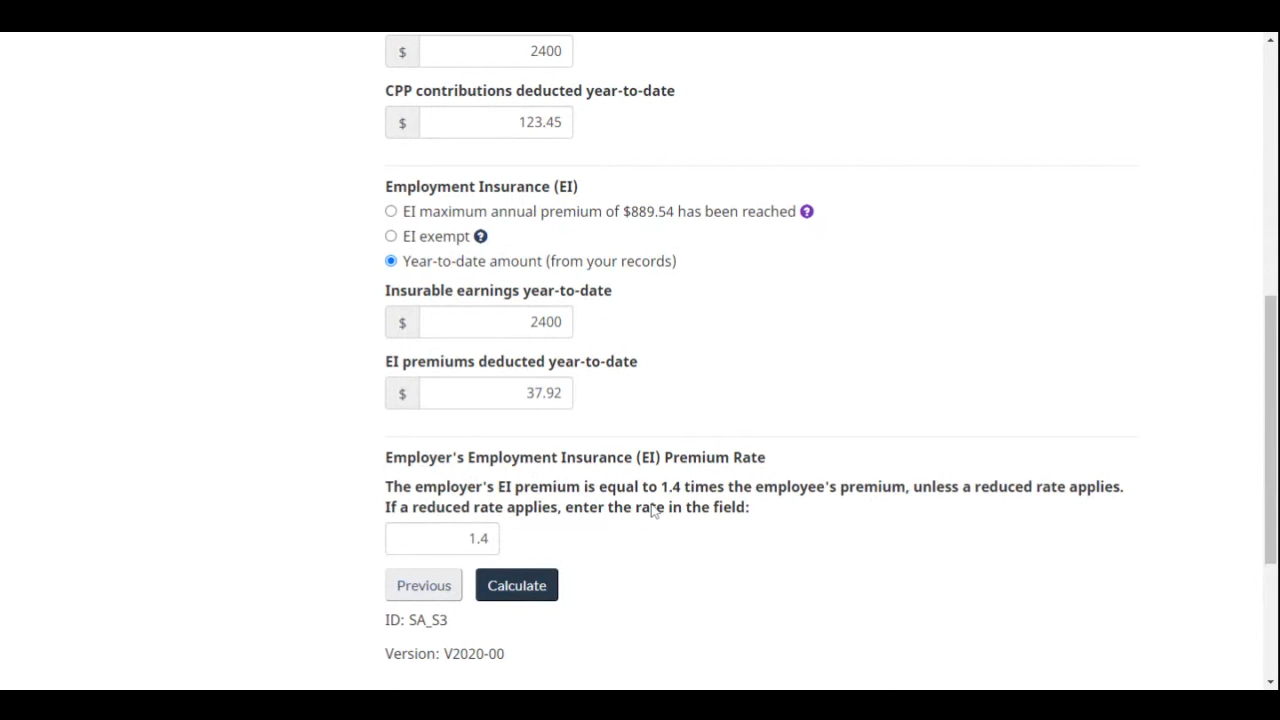 $ 2400
CPP contributions deducted year-to-date
$ 123.45
Employment Insurance (EI)
EI maximum annual premium of $889.54 has been reached ?
EI exempt ?
Year-to-date amount (from your records)
Insurable earnings year-to-date
$ 2400
EI premiums deducted year-to-date
$ 37.92
Employer's Employment Insurance (EI) Premium Rate
The employer's EI premium is equal to 1.4 times the employee's premium, unless a reduced rate applies.
If a reduced rate applies, enter the rate in the field:
1.4
Previous Calculate
ID: SA_S3
Version: V2020-00